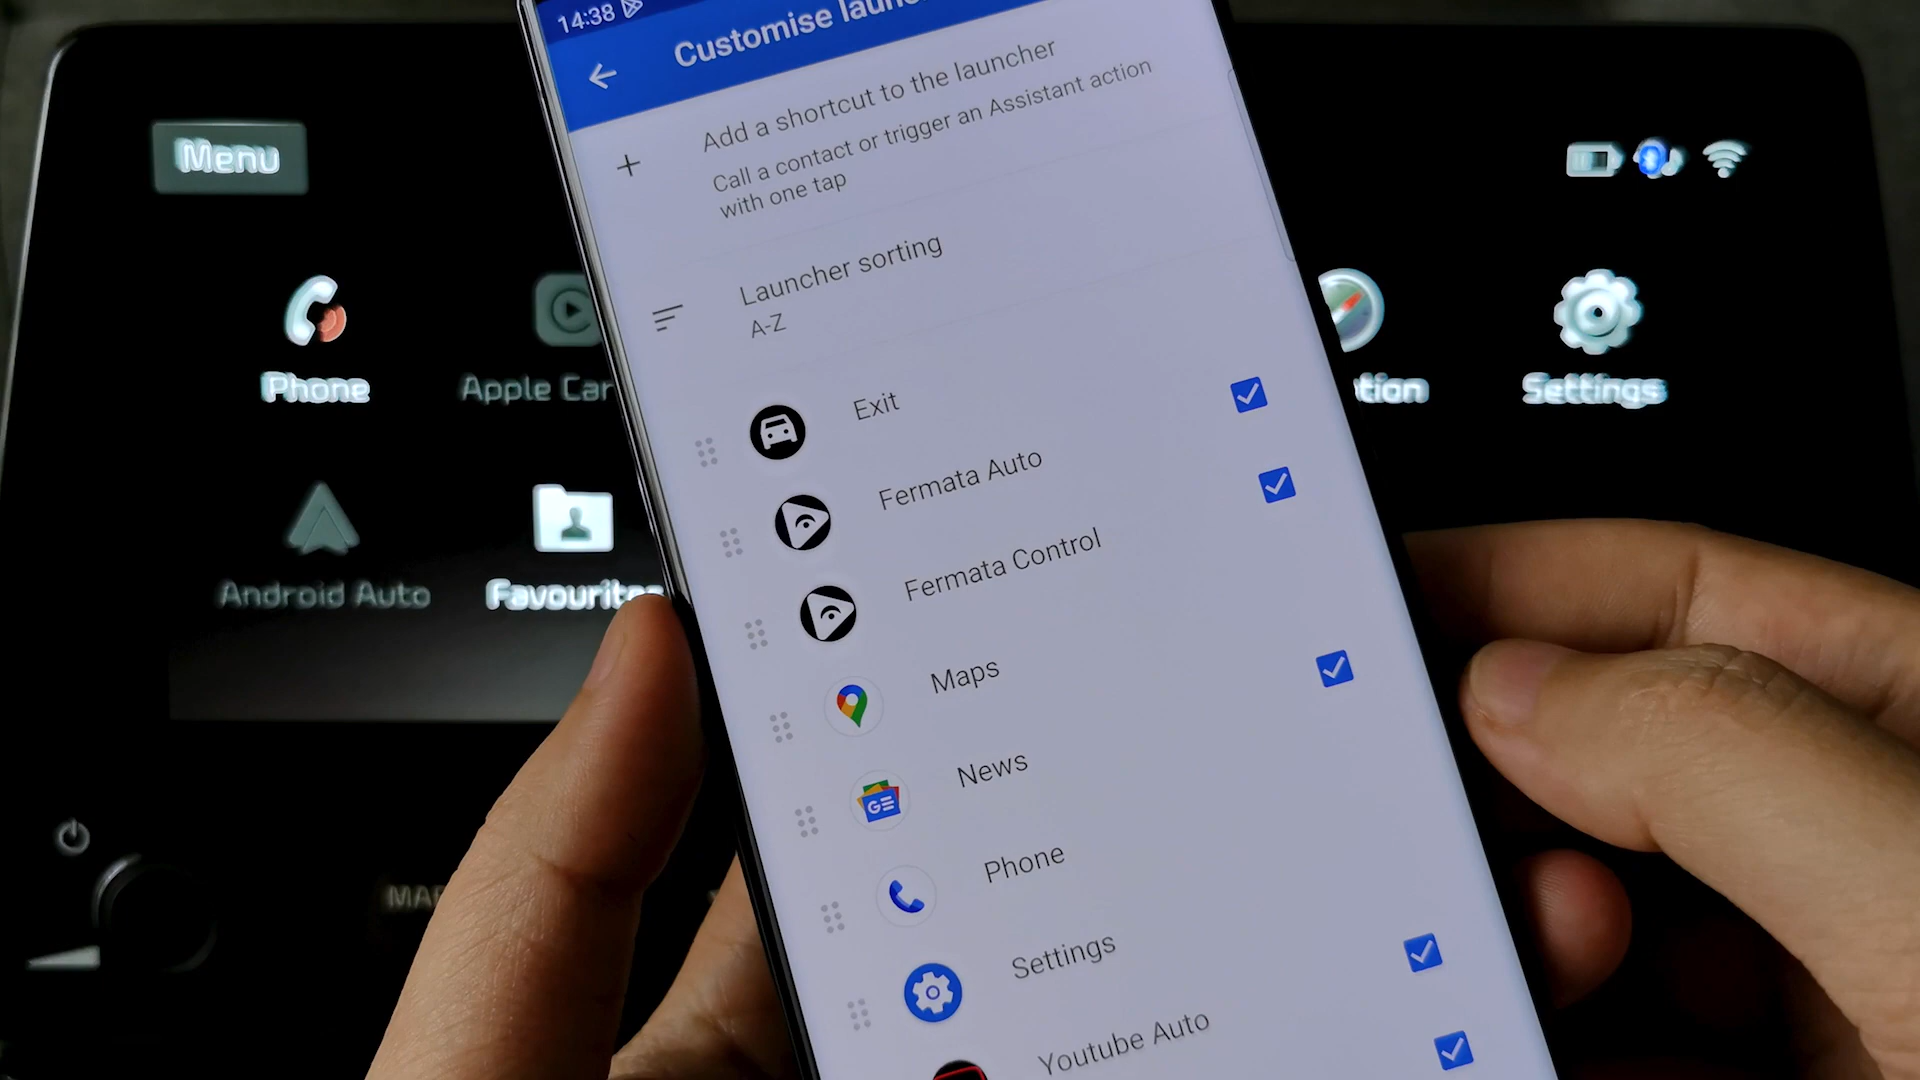 14:38
Customise
Add a shortcut to the launcher
Call a contact or trigger an Assistant action
with one tap
Launcher sorting
A-Z
Exit
Fermata Auto
Fermata Control
Maps
News
GE
Phone
Settings
Youtube Auto
Menu
Phone
Apple Car
Settings
Android Auto
Favourites